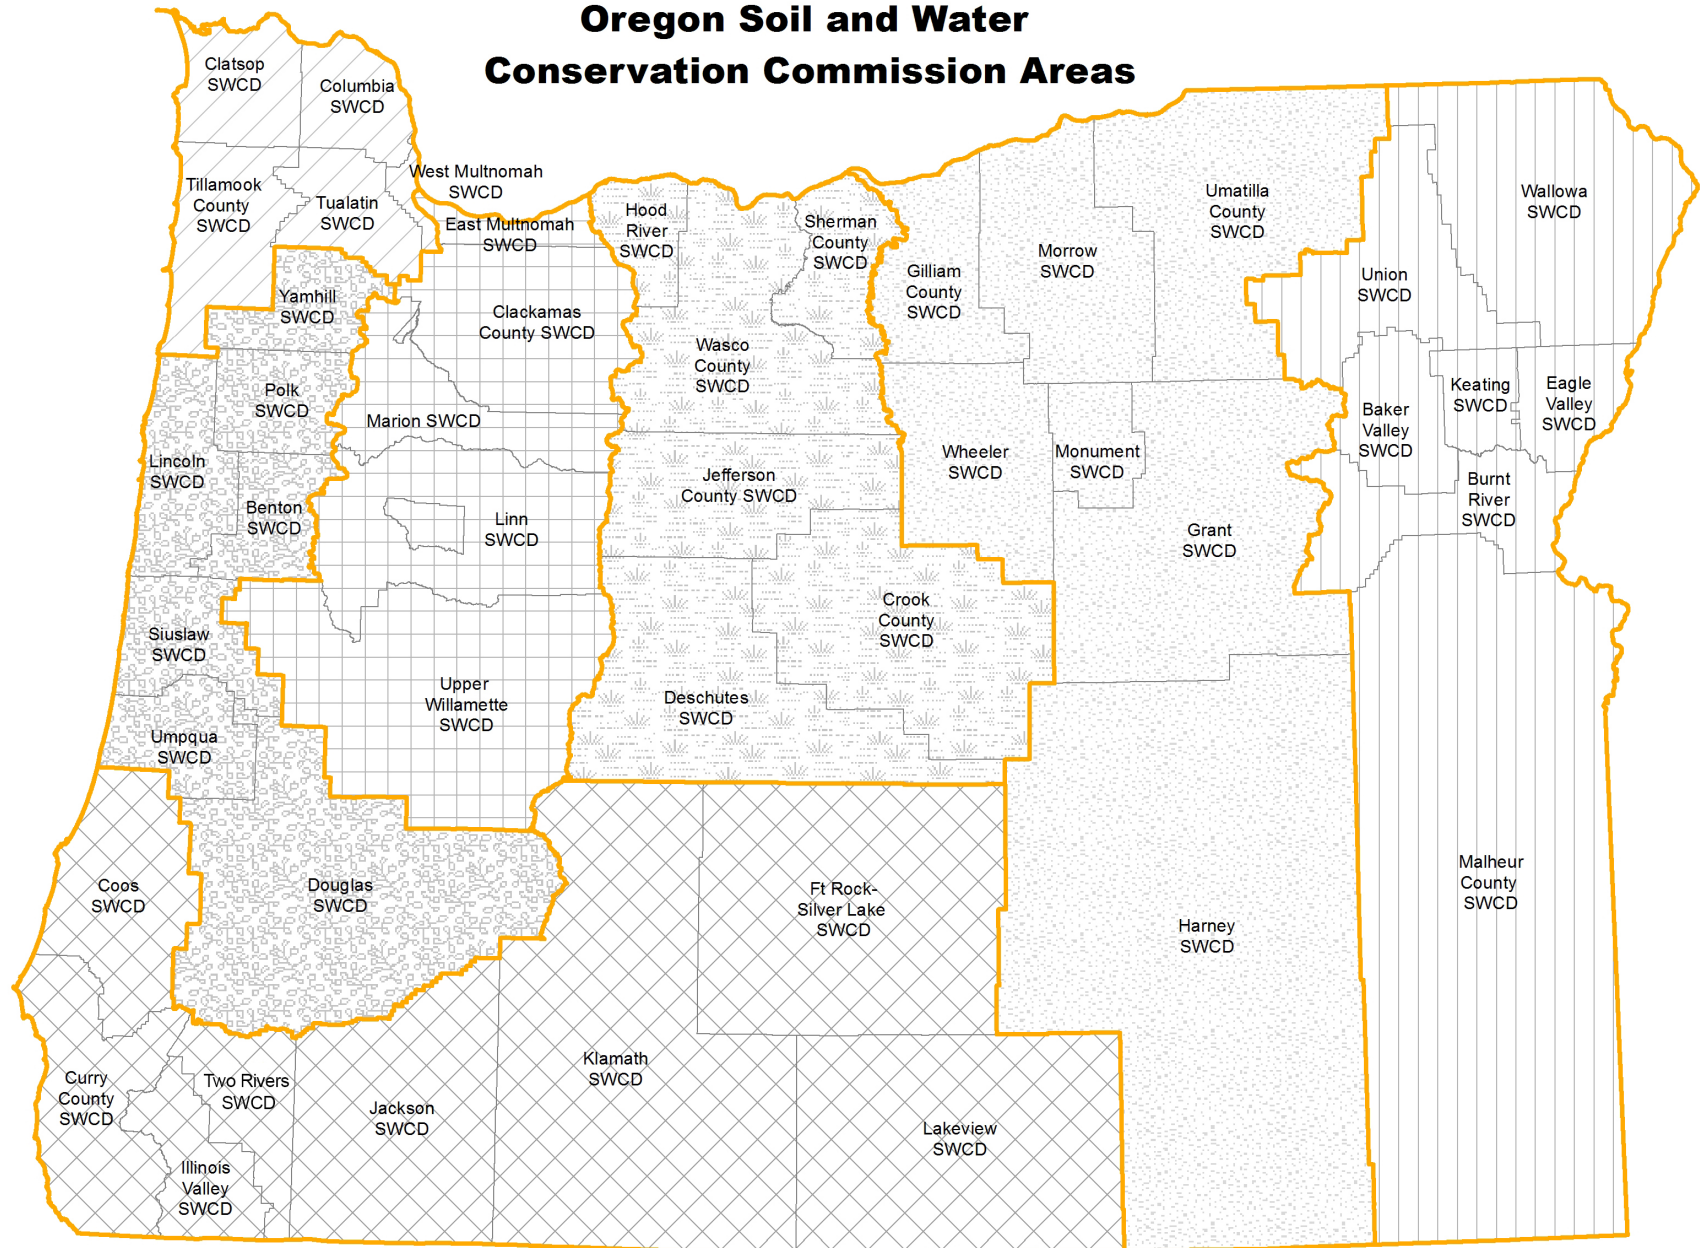 Oregon Soil and Water
Conservation Commission Areas
Clatsop
SWCD
Columbia
SWCD
West Multnomah
SWCD
Tillamook
County
SWCD
Tualatin
SWCD
East Multnomah
SWCD
Hood
River
SWCD
Sherman
County
SWCD
Gilliam
County
SWCD
Morrow
SWCD
Umatilla
County
SWCD
Union
SWCD
Wallowa
SWCD
Yamhill
SWCD
Clackamas
County SWCD
Wasco
County
SWCD
Polk
SWCD
Marion SWCD
Wheeler
SWCD
Monument
SWCD
Baker
Valley
SWCD
Keating
SWCD
Eagle
Valley
SWCD
Lincoln
SWCD
Benton
SWCD
Linn
SWCD
Jefferson
County SWCD
Grant
SWCD
Burnt
River
SWCD
Siuslaw
SWCD
Upper
Willamette
SWCD
Deschutes
SWCD
Crook
County
SWCD
Umpqua
SWCD
Coos
SWCD
Douglas
SWCD
Ft Rock-
Silver Lake
SWCD
Harney
SWCD
Malheur
County
SWCD
Curry
County
SWCD
Two Rivers
SWCD
Illinois
Valley
SWCD
Jackson
SWCD
Klamath
SWCD
Lakeview
SWCD